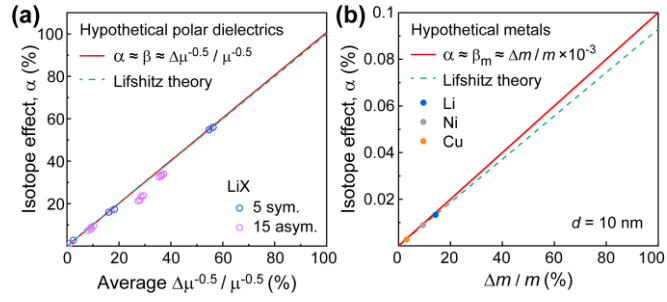 (a)
Hypothetical polar dielectrics
α ≈ β ≈ Δμ⁻⁰·⁵ / μ⁻⁰·⁵
Lifshitz theory
LiX
5 sym.
15 asym.
Isotope effect, α (%)
100
80
60
40
20
0 20 40 60 80 100
Average Δμ⁻⁰·⁵ / μ⁻⁰·⁵ (%)
(b)
Hypothetical metals
α ≈ βₘ ≈ Δm / m ×10⁻³
Lifshitz theory
Li
Ni
Cu
d = 10 nm
Isotope effect, α (%)
0.1
0.08
0.06
0.04
0.02
0 20 40 60 80 100
Δm / m (%)